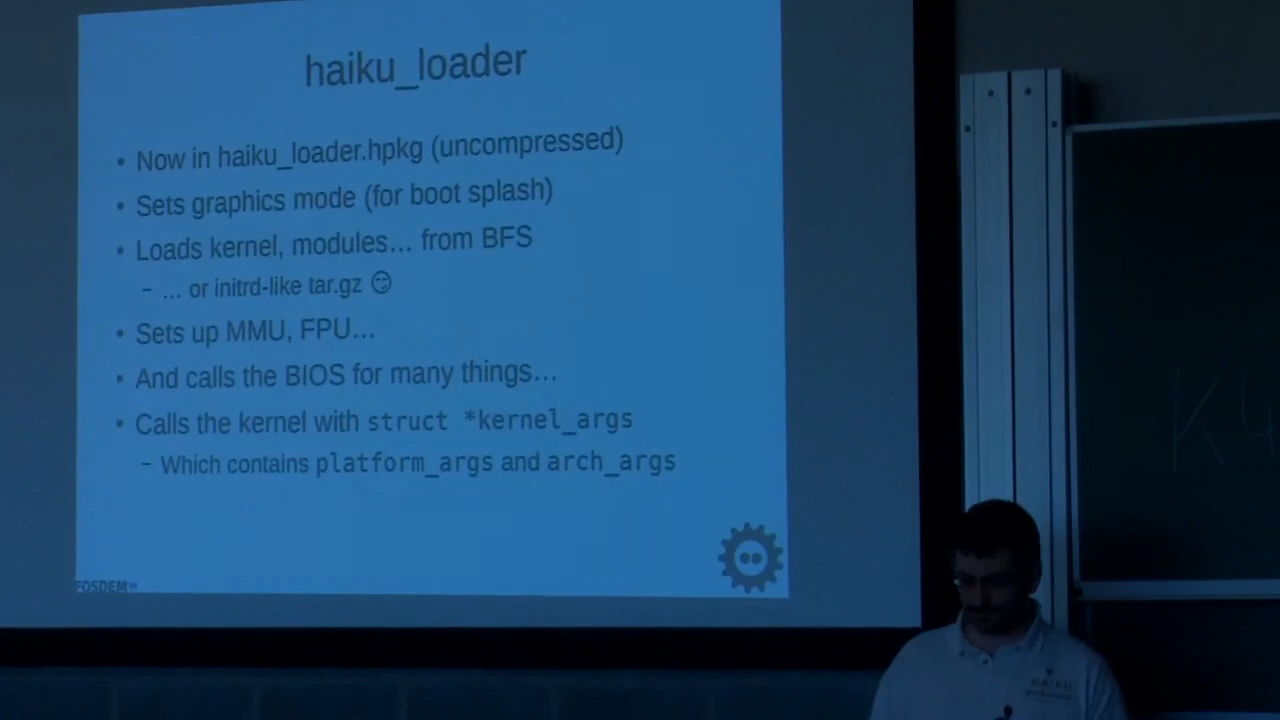 haiku_loader
• Now in haiku_loader.hpkg (uncompressed)
• Sets graphics mode (for boot splash)
• Loads kernel, modules… from BFS
– … or initrd-like tar.gz 😏
• Sets up MMU, FPU…
• And calls the BIOS for many things…
• Calls the kernel with struct *kernel_args
– Which contains platform_args and arch_args
FOSDEM
HAIKU